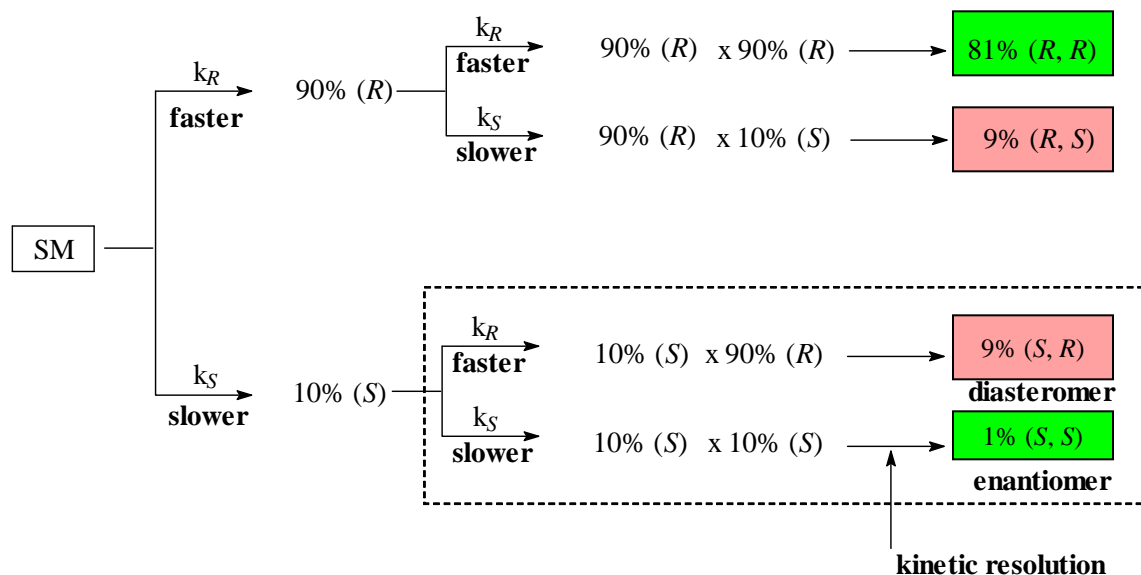 k_R
faster
90% (R)
k_R
faster
90% (R) x 90% (R)
81% (R, R)
k_S
slower
90% (R) x 10% (S)
9% (R, S)
SM
k_S
slower
10% (S)
k_R
faster
10% (S) x 90% (R)
9% (S, R)
diasteromer
k_S
slower
10% (S) x 10% (S)
1% (S, S)
enantiomer
kinetic resolution